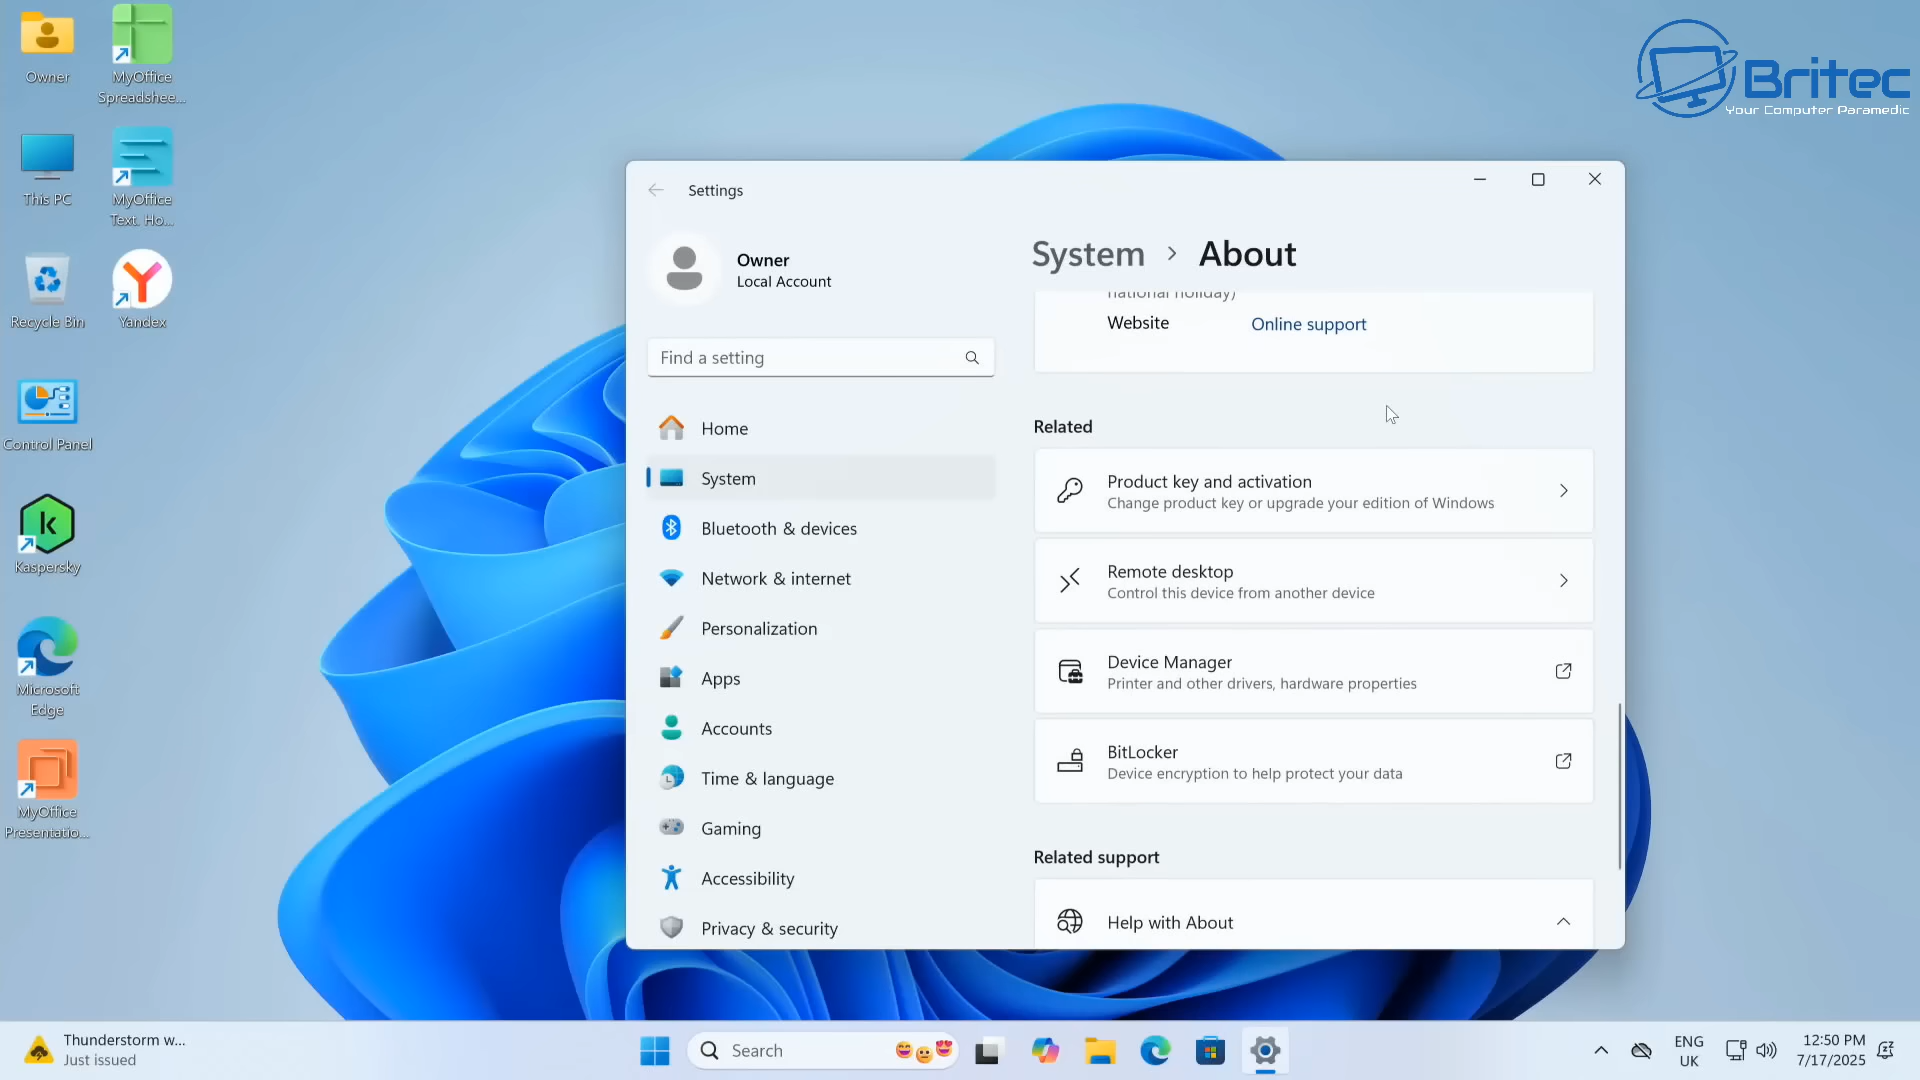 Owner
MyOffice
Spreadshee...
This PC
MyOffice
Text. Ho...
Recycle Bin
Yandex
Control Panel
Kaspersky
Microsoft
Edge
MyOffice
Presentatio...
Britec
Your Computer Paramedic
Settings
Owner
Local Account
Find a setting
Home
System
Bluetooth & devices
Network & internet
Personalization
Apps
Accounts
Time & language
Gaming
Accessibility
Privacy & security
System > About
national holiday)
Website Online support
Related
Product key and activation
Change product key or upgrade your edition of Windows
Remote desktop
Control this device from another device
Device Manager
Printer and other drivers, hardware properties
BitLocker
Device encryption to help protect your data
Related support
Help with About
Thunderstorm w...
Just issued
Search
ENG
UK
12:50 PM
7/17/2025